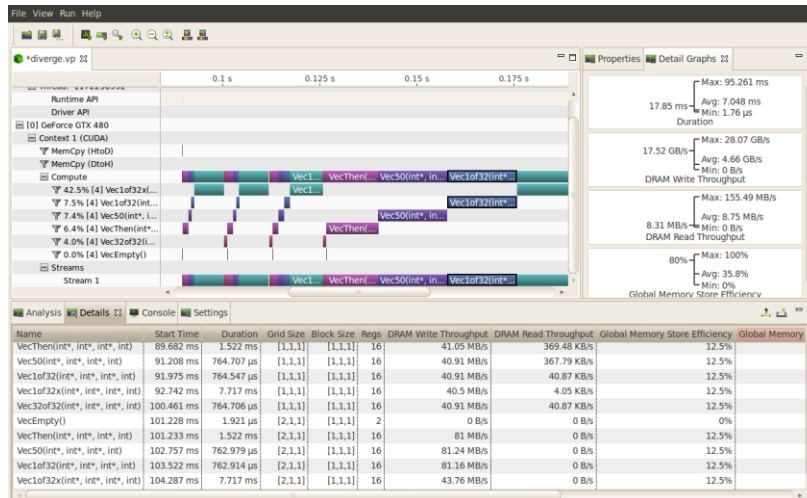 File View Run Help
*diverge.vp
Properties Detail Graphs
0.1 s 0.125 s 0.15 s 0.175 s
Thread: 2172236992
Runtime API
Driver API
[0] GeForce GTX 480
Context 1 (CUDA)
MemCpy (HtoD)
MemCpy (DtoH)
Compute Vec1... VecThen(... Vec50(int*, in... Vec1of32(int*...
42.5% [4] Vec1of32x(... Vec1...
7.5% [4] Vec1of32(int... Vec1of32(int*...
7.4% [4] Vec50(int*, i... Vec50(int*, in...
6.4% [4] VecThen(int*... VecThen(...
4.0% [4] Vec32of32(i...
0.0% [4] VecEmpty()
Streams
Stream 1 Vec1... VecThen(... Vec50(int*, in... Vec1of32(int*...
Max: 95.261 ms
17.85 ms
Avg: 7.048 ms
Min: 1.76 µs
Duration
Max: 28.07 GB/s
17.52 GB/s
Avg: 4.66 GB/s
Min: 0 B/s
DRAM Write Throughput
Max: 155.49 MB/s
8.31 MB/s
Avg: 8.75 MB/s
Min: 0 B/s
DRAM Read Throughput
Max: 100%
80%
Avg: 35.8%
Min: 0%
Global Memory Store Efficiency
Analysis Details Console Settings
Name Start Time Duration Grid Size Block Size Regs DRAM Write Throughput DRAM Read Throughput Global Memory Store Efficiency Global Memory
VecThen(int*, int*, int*, int) 89.682 ms 1.522 ms [1,1,1] [1,1,1] 16 41.05 MB/s 369.48 KB/s 12.5%
Vec50(int*, int*, int*, int) 91.208 ms 764.707 µs [1,1,1] [1,1,1] 16 40.91 MB/s 367.79 KB/s 12.5%
Vec1of32(int*, int*, int*, int) 91.975 ms 764.547 µs [1,1,1] [1,1,1] 16 40.91 MB/s 40.87 KB/s 12.5%
Vec1of32x(int*, int*, int*, int) 92.742 ms 7.717 ms [1,1,1] [1,1,1] 16 40.5 MB/s 4.05 KB/s 12.5%
Vec32of32(int*, int*, int*, int) 100.461 ms 764.706 µs [1,1,1] [1,1,1] 16 40.91 MB/s 40.87 KB/s 12.5%
VecEmpty() 101.228 ms 1.921 µs [2,1,1] [1,1,1] 2 0 B/s 0 B/s 0%
VecThen(int*, int*, int*, int) 101.233 ms 1.522 ms [2,1,1] [1,1,1] 16 81 MB/s 0 B/s 12.5%
Vec50(int*, int*, int*, int) 102.757 ms 762.979 µs [2,1,1] [1,1,1] 16 81.24 MB/s 0 B/s 12.5%
Vec1of32(int*, int*, int*, int) 103.522 ms 762.914 µs [2,1,1] [1,1,1] 16 81.16 MB/s 0 B/s 12.5%
Vec1of32x(int*, int*, int*, int) 104.287 ms 7.717 ms [2,1,1] [1,1,1] 16 43.76 MB/s 0 B/s 12.5%